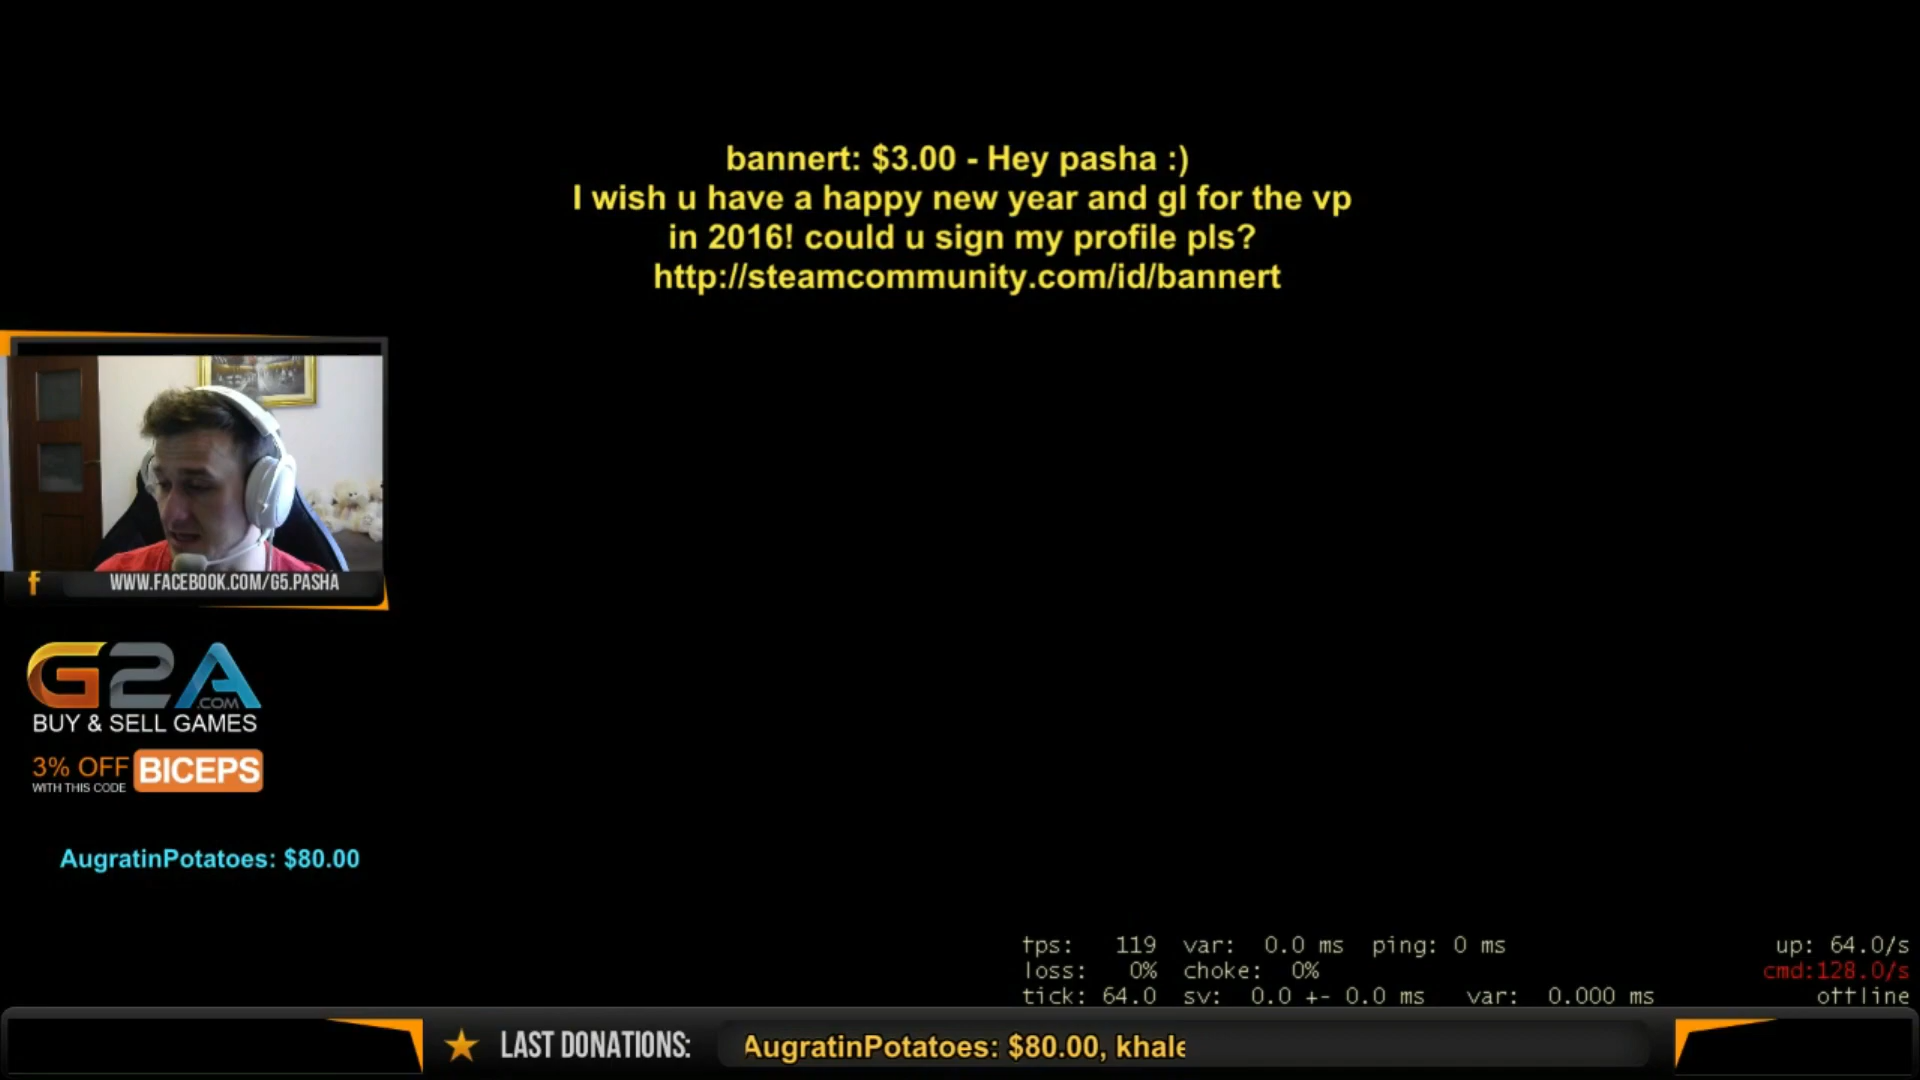 bannert: $3.00 - Hey pasha :)
I wish u have a happy new year and gl for the vp
in 2016! could u sign my profile pls?
http://steamcommunity.com/id/bannert
f WWW.FACEBOOK.COM/G5.PASHA
G2A
.COM
BUY & SELL GAMES
3% OFF BICEPS
WITH THIS CODE
AugratinPotatoes: $80.00
fps: 119 var: 0.0 ms ping: 0 ms up: 64.0/s
loss: 0% choke: 0% cmd:128.0/s
tick: 64.0 sv: 0.0 +- 0.0 ms var: 0.000 ms offline
LAST DONATIONS: AugratinPotatoes: $80.00, khale